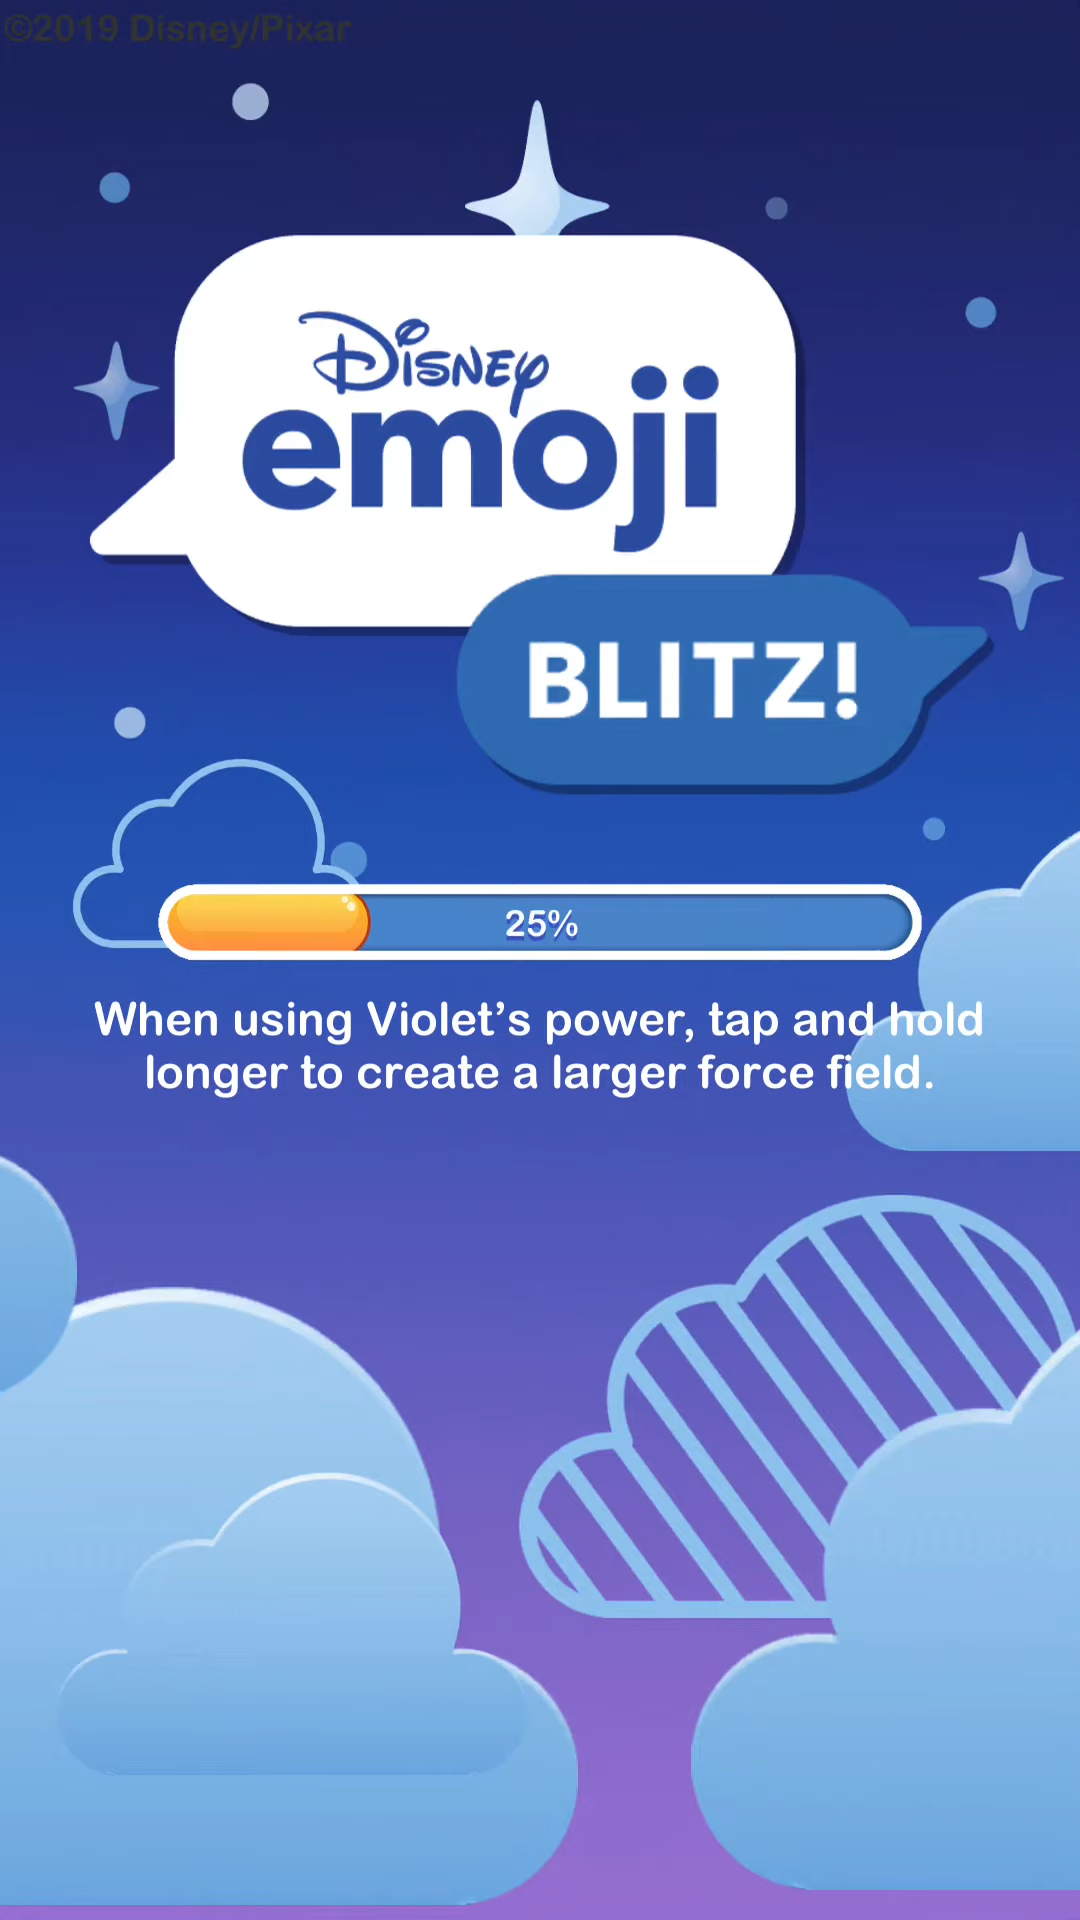 ©2019 Disney/Pixar
Disney
emoji
BLITZ!
25%
When using Violet’s power, tap and hold
longer to create a larger force field.